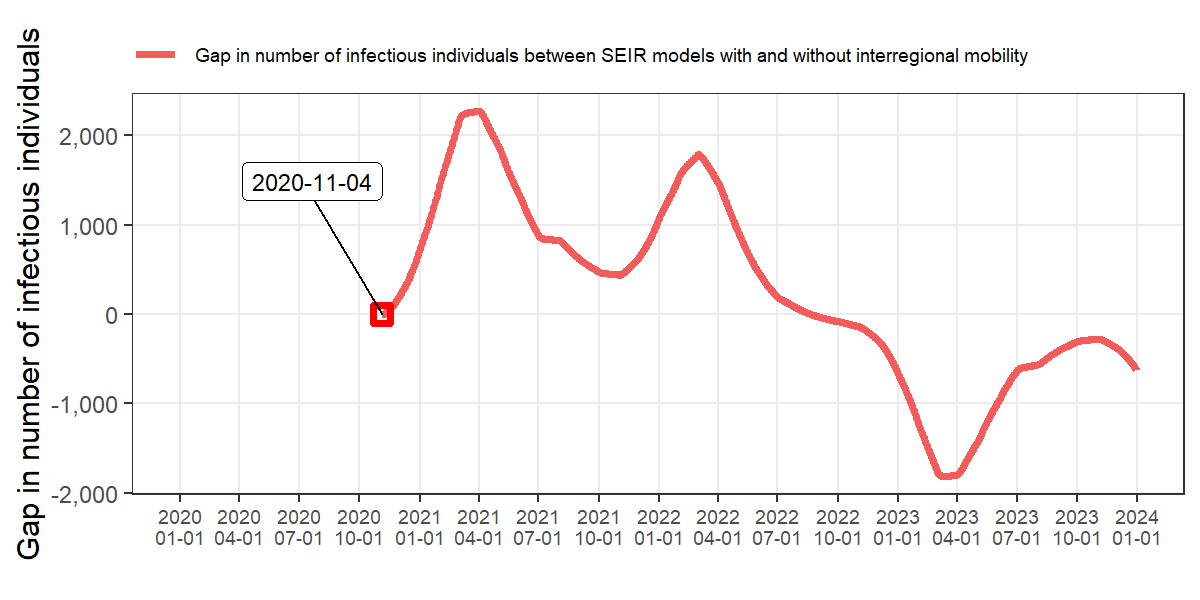 Gap in number of infectious individuals between SEIR models with and without interregional mobility
Gap in number of infectious individuals
2,000
1,000
0
-1,000
-2,000
2020-11-04
2020 2020 2020 2020 2021 2021 2021 2021 2022 2022 2022 2022 2023 2023 2023 2023 2024
01-01 04-01 07-01 10-01 01-01 04-01 07-01 10-01 01-01 04-01 07-01 10-01 01-01 04-01 07-01 10-01 01-01